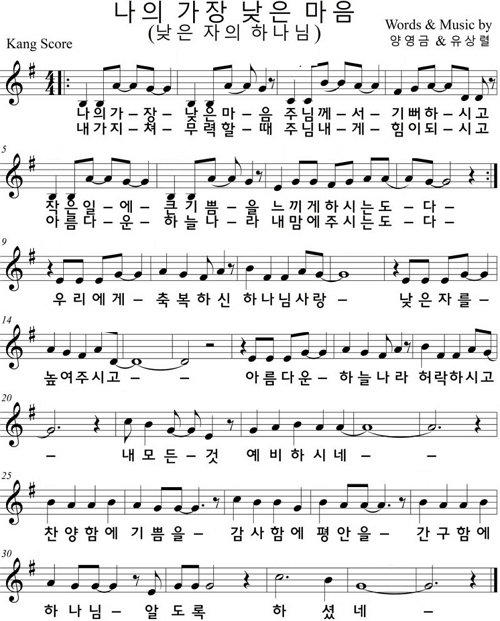 나의 가장 낮은 마음
(낮은 자의 하나님)
Words & Music by
양영금 & 유상렬
Kang Score
나의가-장- 낮은마-음 주님께-서- 기뻐하-시고
내가지-쳐- 무력할-때 주님내-게- 힘이되-시고
5
작은일-에- 큰기쁨-을 느끼게하시는도-다-
아름다-운- 하늘나-라 내맘에주시는도-다-
9
우리에게- 축복하신 하나님사랑- 낮은자를-
14
높여주시고- - 아름다운- 하늘나라 허락하시고
20
- 내모든-것 예비하시네- -
25
찬양함에 기쁨을- 감사함에 평안을- 간구함에
30
하나님- 알도록 하셨네 -